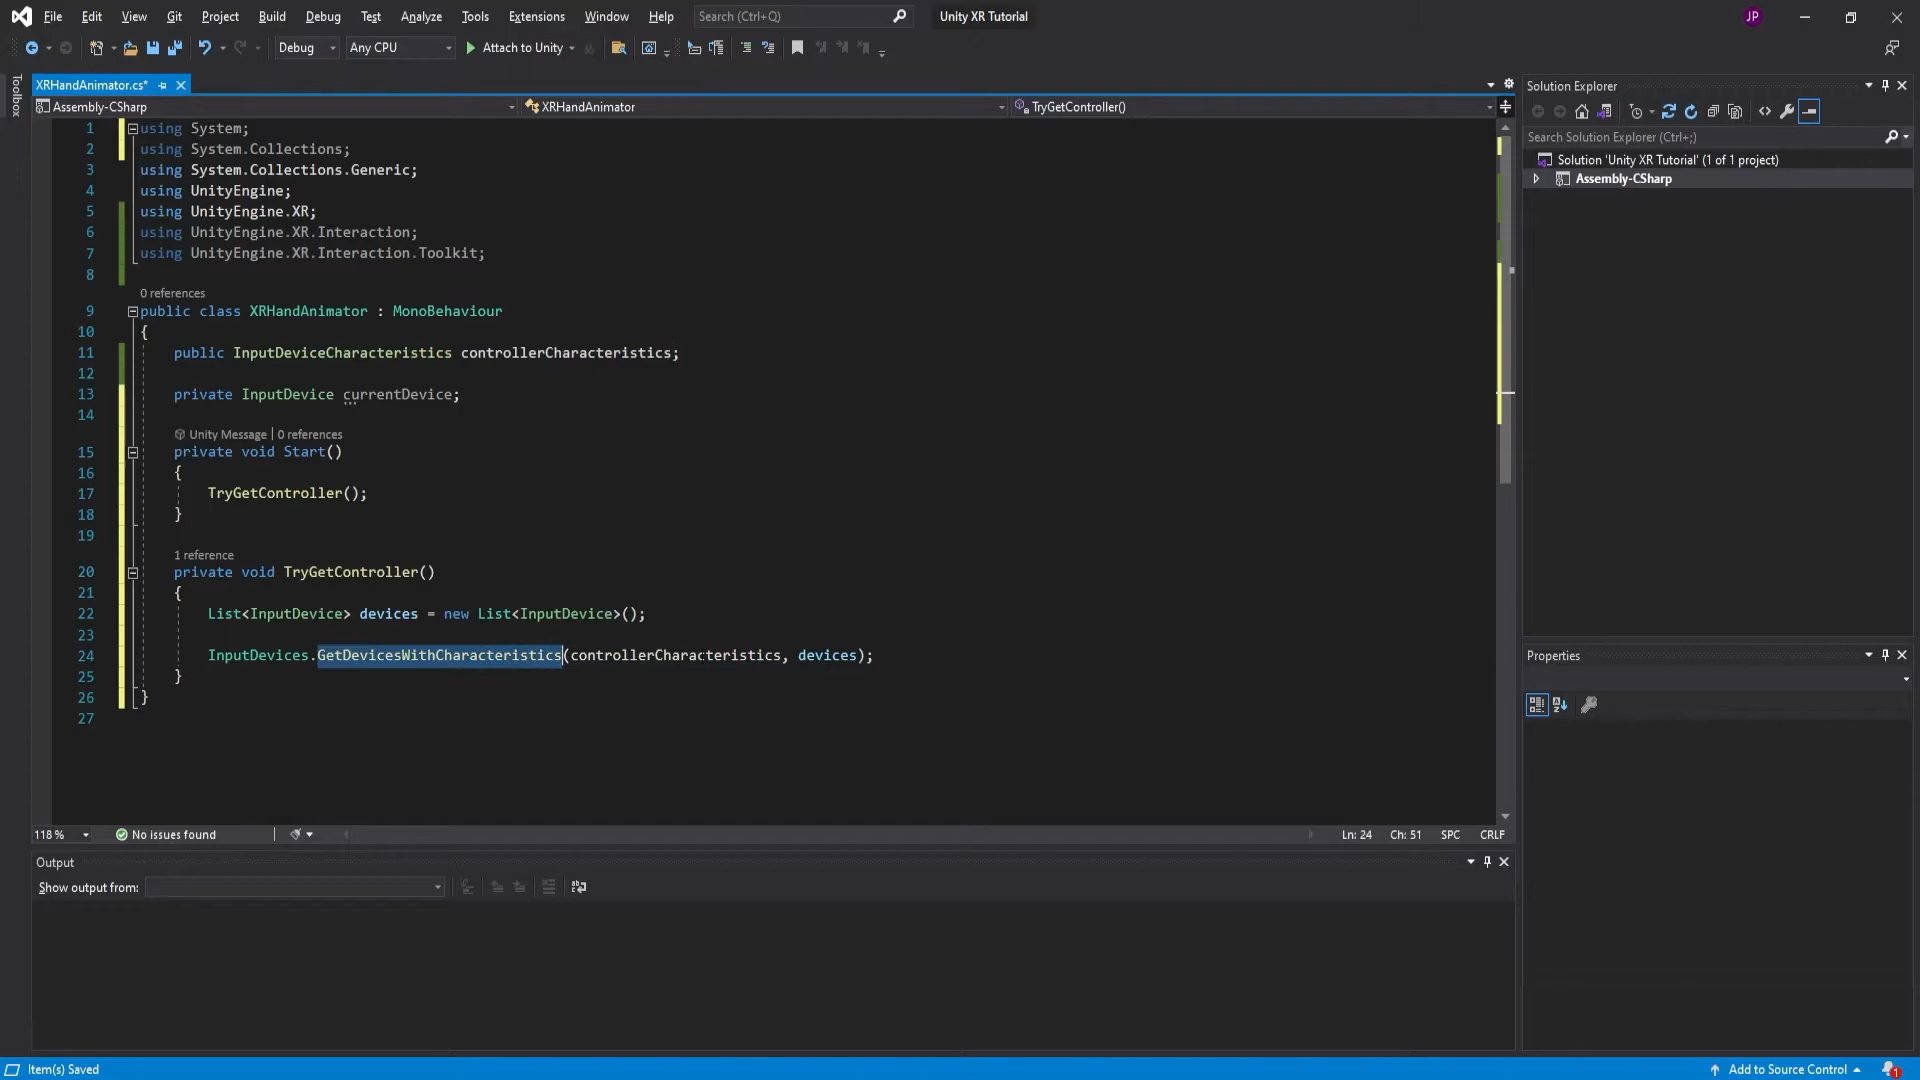 File Edit View Git Project Build Debug Test Analyze Tools Extensions Window Help Search (Ctrl+Q) Unity XR Tutorial JP
Debug Any CPU Attach to Unity
Toolbox
XRHandAnimator.cs*
Assembly-CSharp XRHandAnimator TryGetController()
1 using System;
2 using System.Collections;
3 using System.Collections.Generic;
4 using UnityEngine;
5 using UnityEngine.XR;
6 using UnityEngine.XR.Interaction;
7 using UnityEngine.XR.Interaction.Toolkit;
8
0 references
9 public class XRHandAnimator : MonoBehaviour
10 {
11 public InputDeviceCharacteristics controllerCharacteristics;
12
13 private InputDevice currentDevice;
14
Unity Message | 0 references
15 private void Start()
16 {
17 TryGetController();
18 }
19
1 reference
20 private void TryGetController()
21 {
22 List<InputDevice> devices = new List<InputDevice>();
23
24 InputDevices.GetDevicesWithCharacteristics(controllerCharacteristics, devices);
25 }
26 }
27
118 % No issues found Ln: 24 Ch: 51 SPC CRLF
Output
Show output from:
Solution Explorer
Search Solution Explorer (Ctrl+;)
Solution 'Unity XR Tutorial' (1 of 1 project)
Assembly-CSharp
Properties
Item(s) Saved Add to Source Control 1